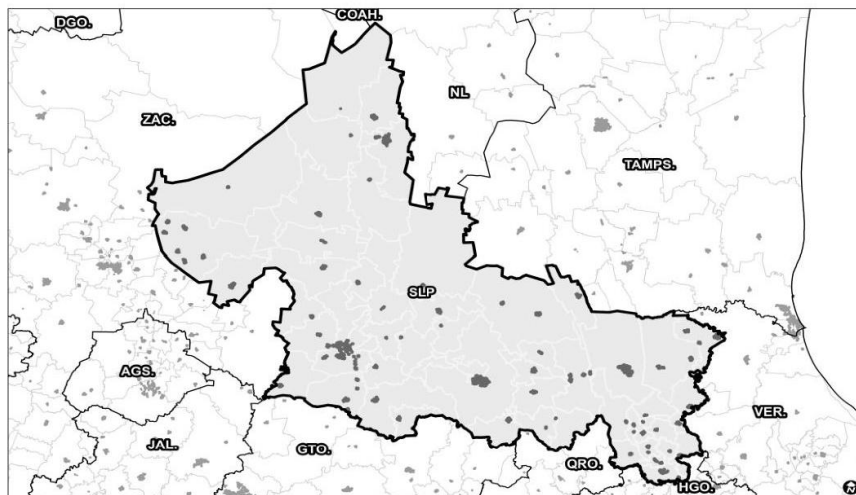 COAH.
DGO.
NL
ZAC.
TAMPS.
SLP
AGS.
VER.
JAL.
GTO.
QRO.
HGO.